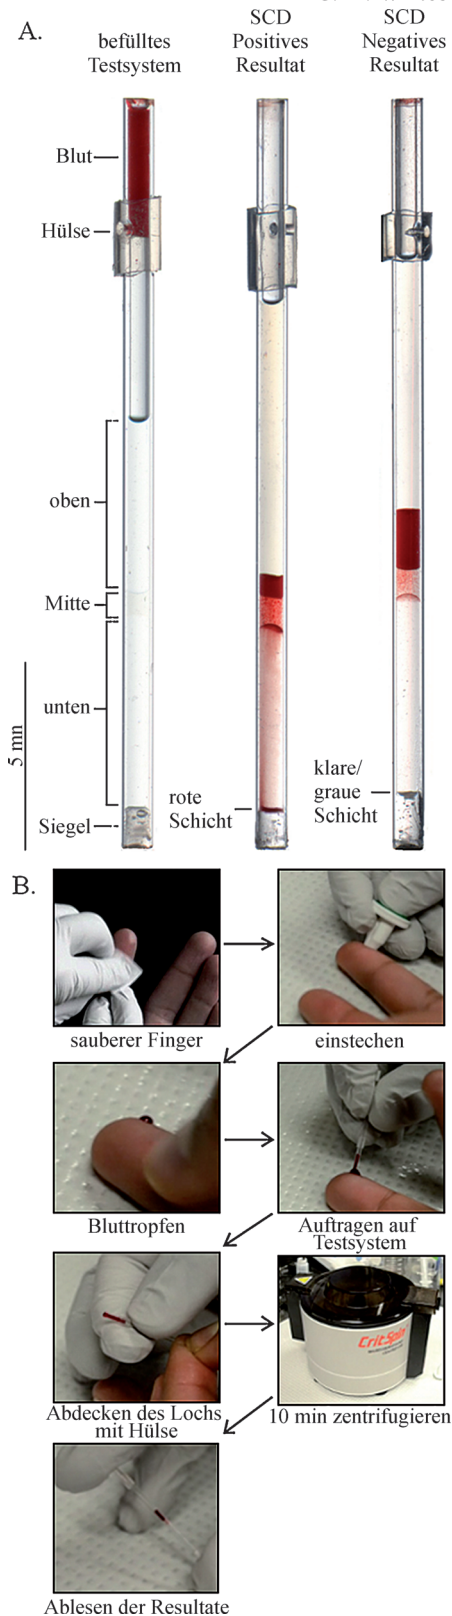 A.
befülltes
Testsystem
SCD
Positives
Resultat
SCD
Negatives
Resultat
Blut
Hülse
oben
Mitte
unten
5 mn
Siegel
rote
Schicht
klare/
graue
Schicht
B.
sauberer Finger
einstechen
Bluttropfen
Auftragen auf
Testsystem
CritSpin
Abdecken des Lochs
mit Hülse
10 min zentrifugieren
Ablesen der Resultate